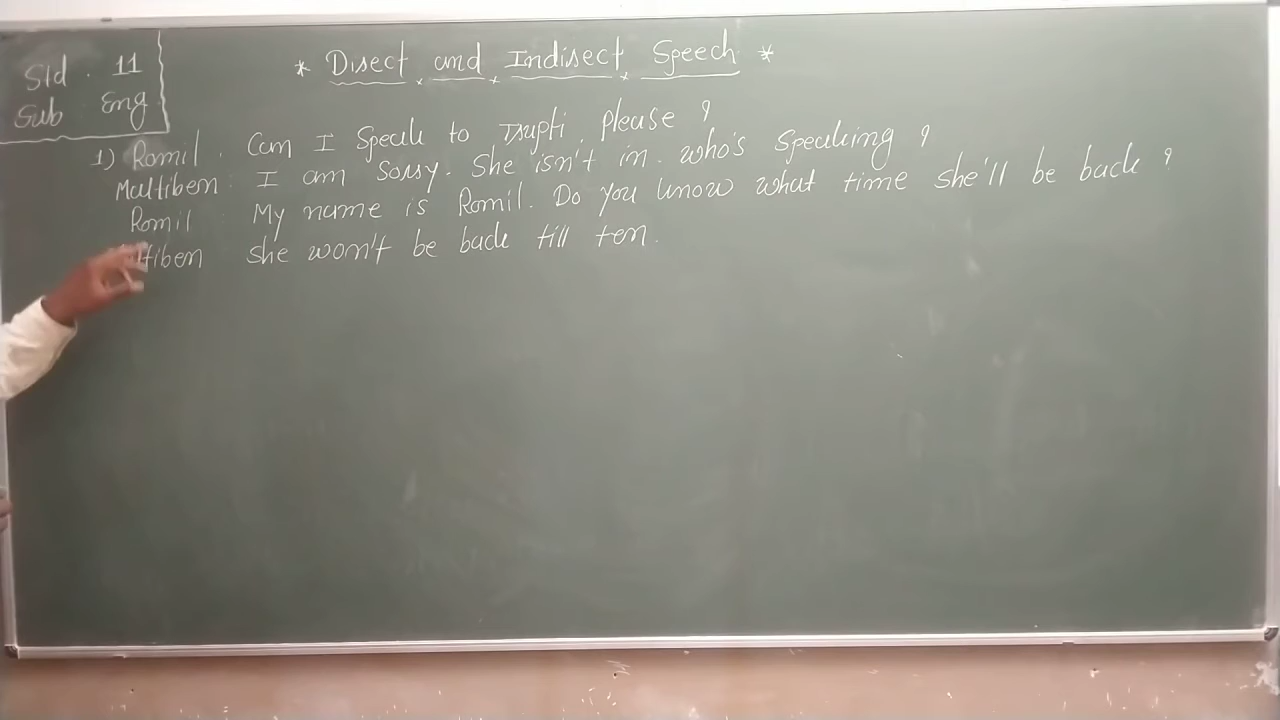 Std. 11
Sub Eng.
* Direct and Indirect Speech *
1) Romil : Can I Speak to Trupti, please ?
Muktiben : I am Sorry. She isn't in. Who's Speaking ?
Romil : My name is Romil. Do you know what time she'll be back ?
tiben She won't be back till ten.